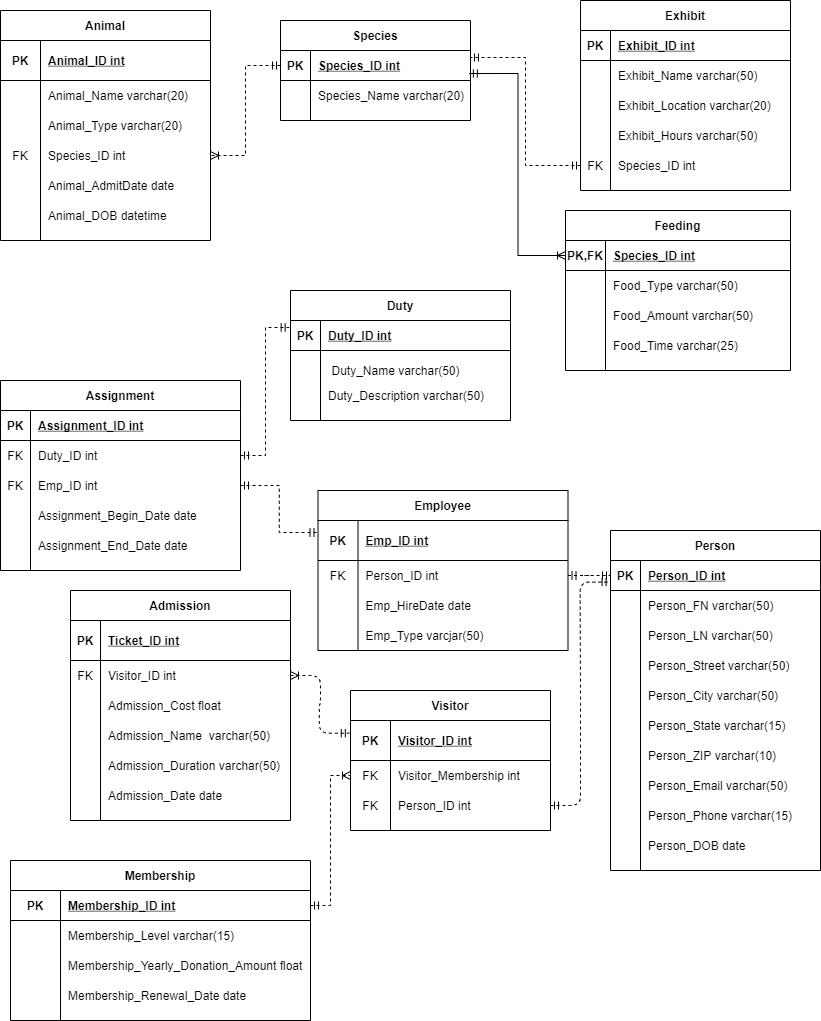 Animal
PK Animal_ID int
Animal_Name varchar(20)
Animal_Type varchar(20)
FK Species_ID int
Animal_AdmitDate date
Animal_DOB datetime
Species
PK Species_ID int
Species_Name varchar(20)
Exhibit
PK Exhibit_ID int
Exhibit_Name varchar(50)
Exhibit_Location varchar(20)
Exhibit_Hours varchar(50)
FK Species_ID int
Feeding
PK,FK Species_ID int
Food_Type varchar(50)
Food_Amount varchar(50)
Food_Time varchar(25)
Duty
PK Duty_ID int
Duty_Name varchar(50)
Duty_Description varchar(50)
Assignment
PK Assignment_ID int
FK Duty_ID int
FK Emp_ID int
Assignment_Begin_Date date
Assignment_End_Date date
Employee
PK Emp_ID int
FK Person_ID int
Emp_HireDate date
Emp_Type varcjar(50)
Person
PK Person_ID int
Person_FN varchar(50)
Person_LN varchar(50)
Person_Street varchar(50)
Person_City varchar(50)
Person_State varchar(15)
Person_ZIP varchar(10)
Person_Email varchar(50)
Person_Phone varchar(15)
Person_DOB date
Admission
PK Ticket_ID int
FK Visitor_ID int
Admission_Cost float
Admission_Name varchar(50)
Admission_Duration varchar(50)
Admission_Date date
Visitor
PK Visitor_ID int
FK Visitor_Membership int
FK Person_ID int
Membership
PK Membership_ID int
Membership_Level varchar(15)
Membership_Yearly_Donation_Amount float
Membership_Renewal_Date date